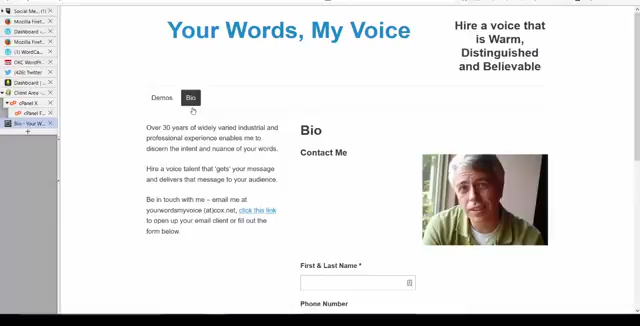 Social Me... (1)
Mozilla Firef...
Dashboard -...
Mozilla Firef...
(1) WordCa...
OKC WordPr...
(428) Twitter
Dashboard |...
Client Area -...
cPanel X
cPanel F...
Bio – Your W...
Your Words, My Voice
Hire a voice that
is Warm,
Distinguished
and Believable
Demos
Bio
Over 30 years of widely varied industrial and
professional experience enables me to
discern the intent and nuance of your words.
Hire a voice talent that 'gets' your message
and delivers that message to your audience.
Be in touch with me – email me at
yourwordsmyvoice (at)cox.net, click this link
to open up your email client or fill out the
form below.
Bio
Contact Me
First & Last Name *
Phone Number